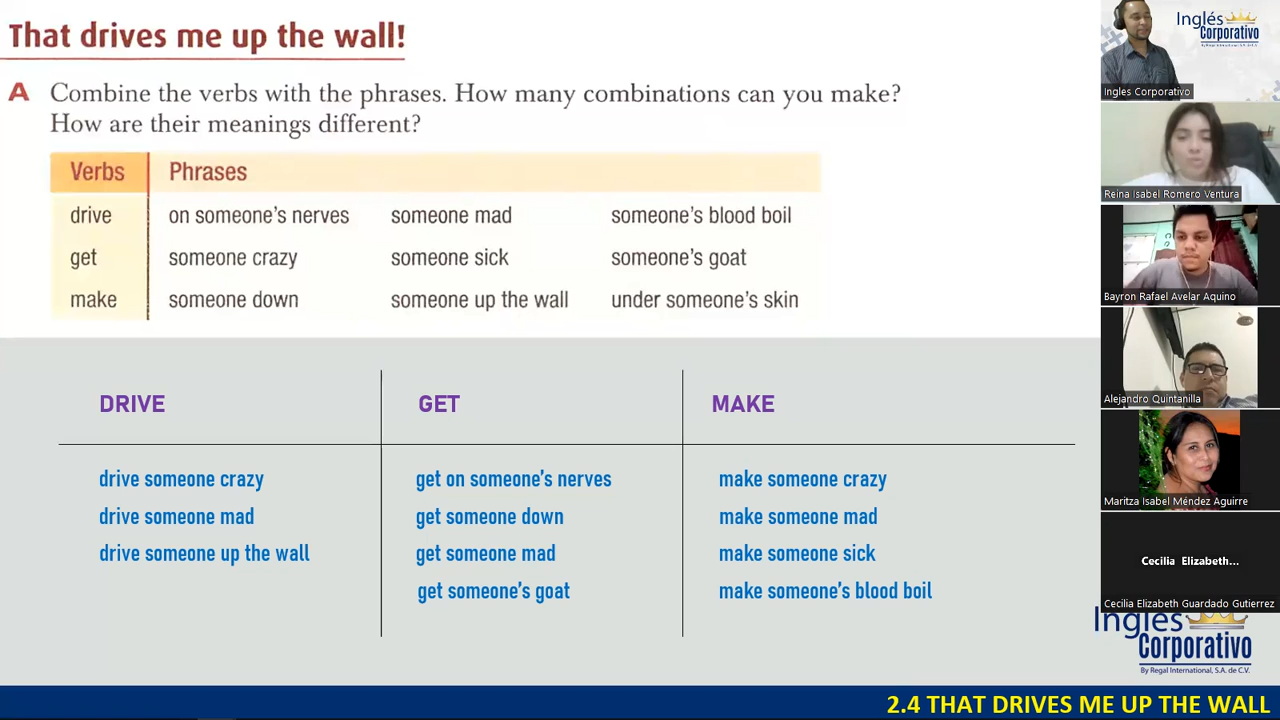 That drives me up the wall!
A Combine the verbs with the phrases. How many combinations can you make?
How are their meanings different?
Verbs Phrases
drive on someone's nerves someone mad someone's blood boil
get someone crazy someone sick someone's goat
make someone down someone up the wall under someone's skin
DRIVE GET MAKE
drive someone crazy get on someone's nerves make someone crazy
drive someone mad get someone down make someone mad
drive someone up the wall get someone mad make someone sick
get someone's goat make someone's blood boil
Inglés
Corporativo
By Regal International, S.A. de C.V.
Ingles Corporativo
Reina Isabel Romero Ventura
Bayron Rafael Avelar Aquino
Alejandro Quintanilla
Maritza Isabel Méndez Aguirre
Cecilia Elizabeth...
Cecilia Elizabeth Guardado Gutierrez
Inglés
Corporativo
By Regal International, S.A. de C.V.
2.4 THAT DRIVES ME UP THE WALL